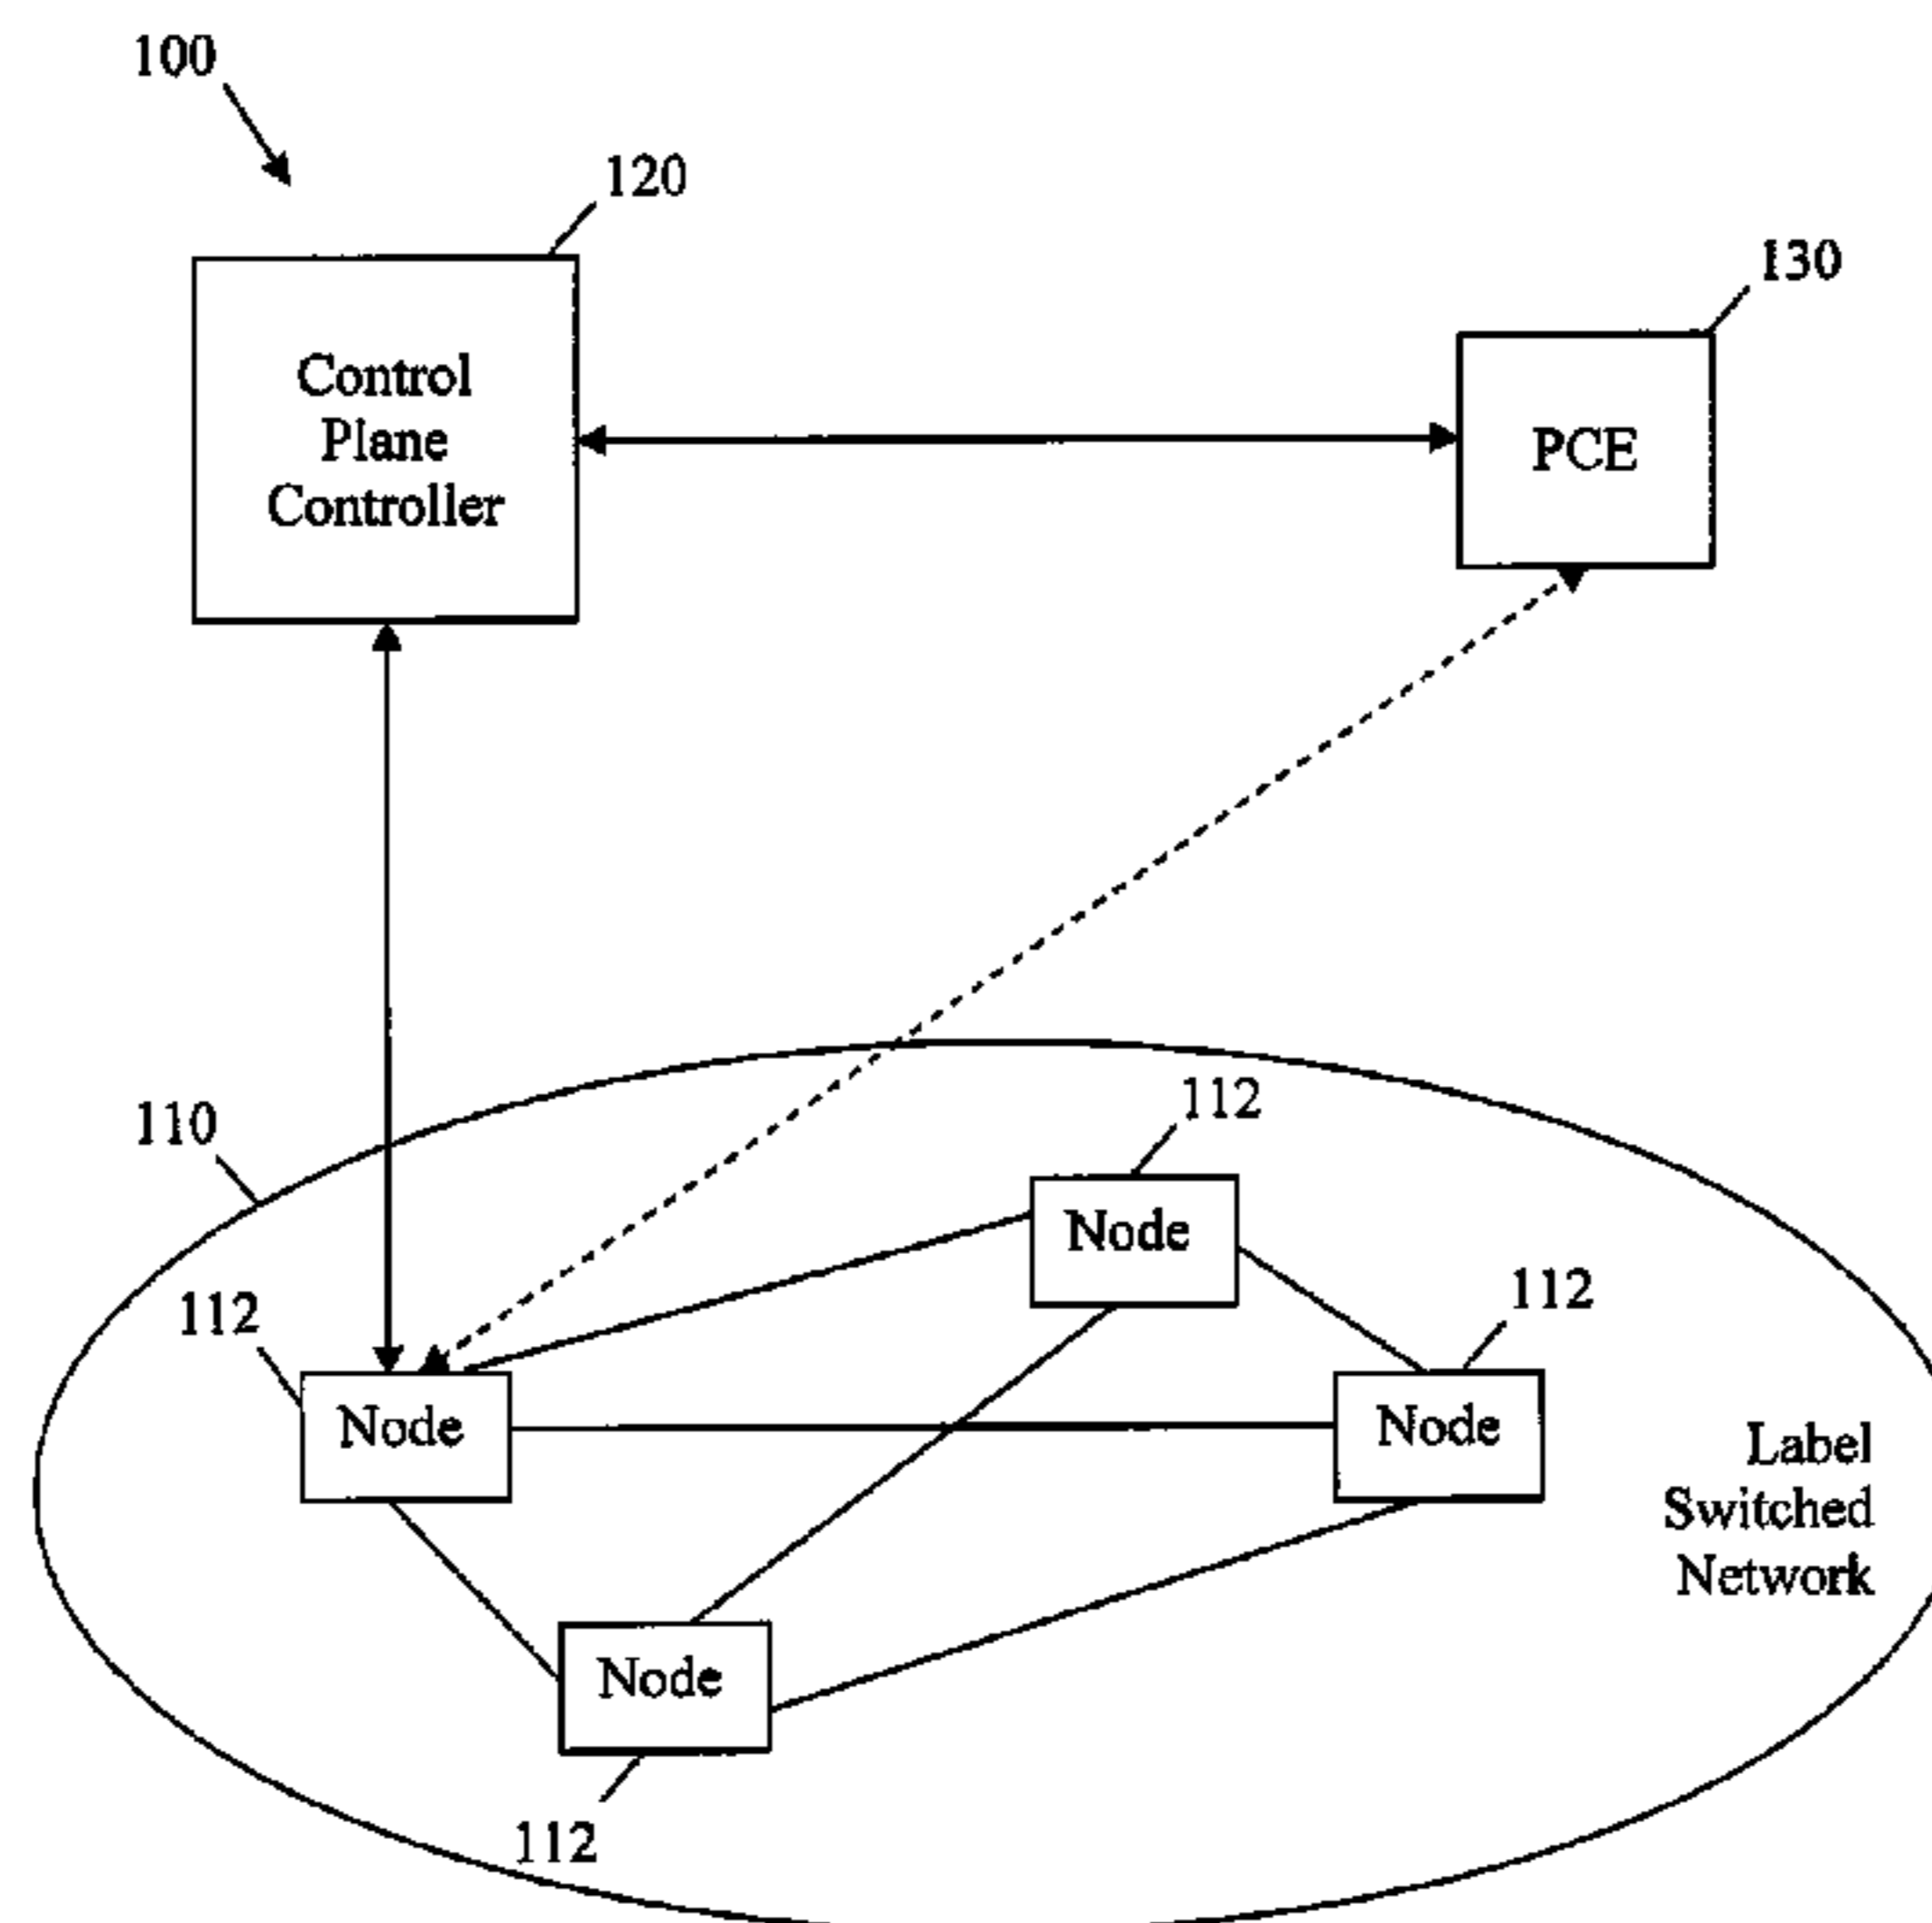 100
120
130
Control
Plane
Controller
PCE
110
112
Node
112
112
Node
Node
Label
Switched
Network
Node
112